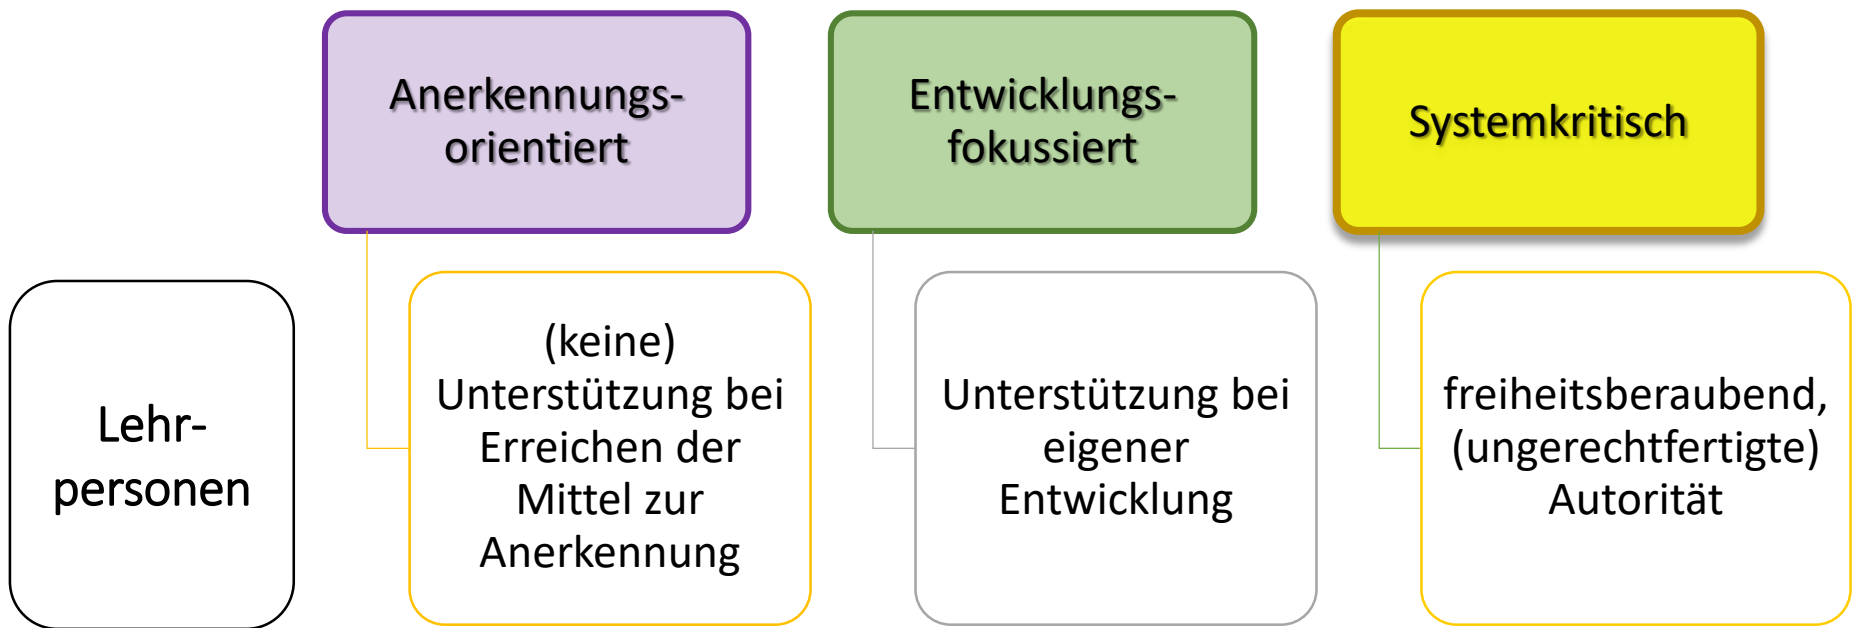 Anerkennungs-
orientiert
Entwicklungs-
fokussiert
Systemkritisch
Lehr-
personen
(keine)
Unterstützung bei
Erreichen der
Mittel zur
Anerkennung
Unterstützung bei
eigener
Entwicklung
freiheitsberaubend,
(ungerechtfertigte)
Autorität